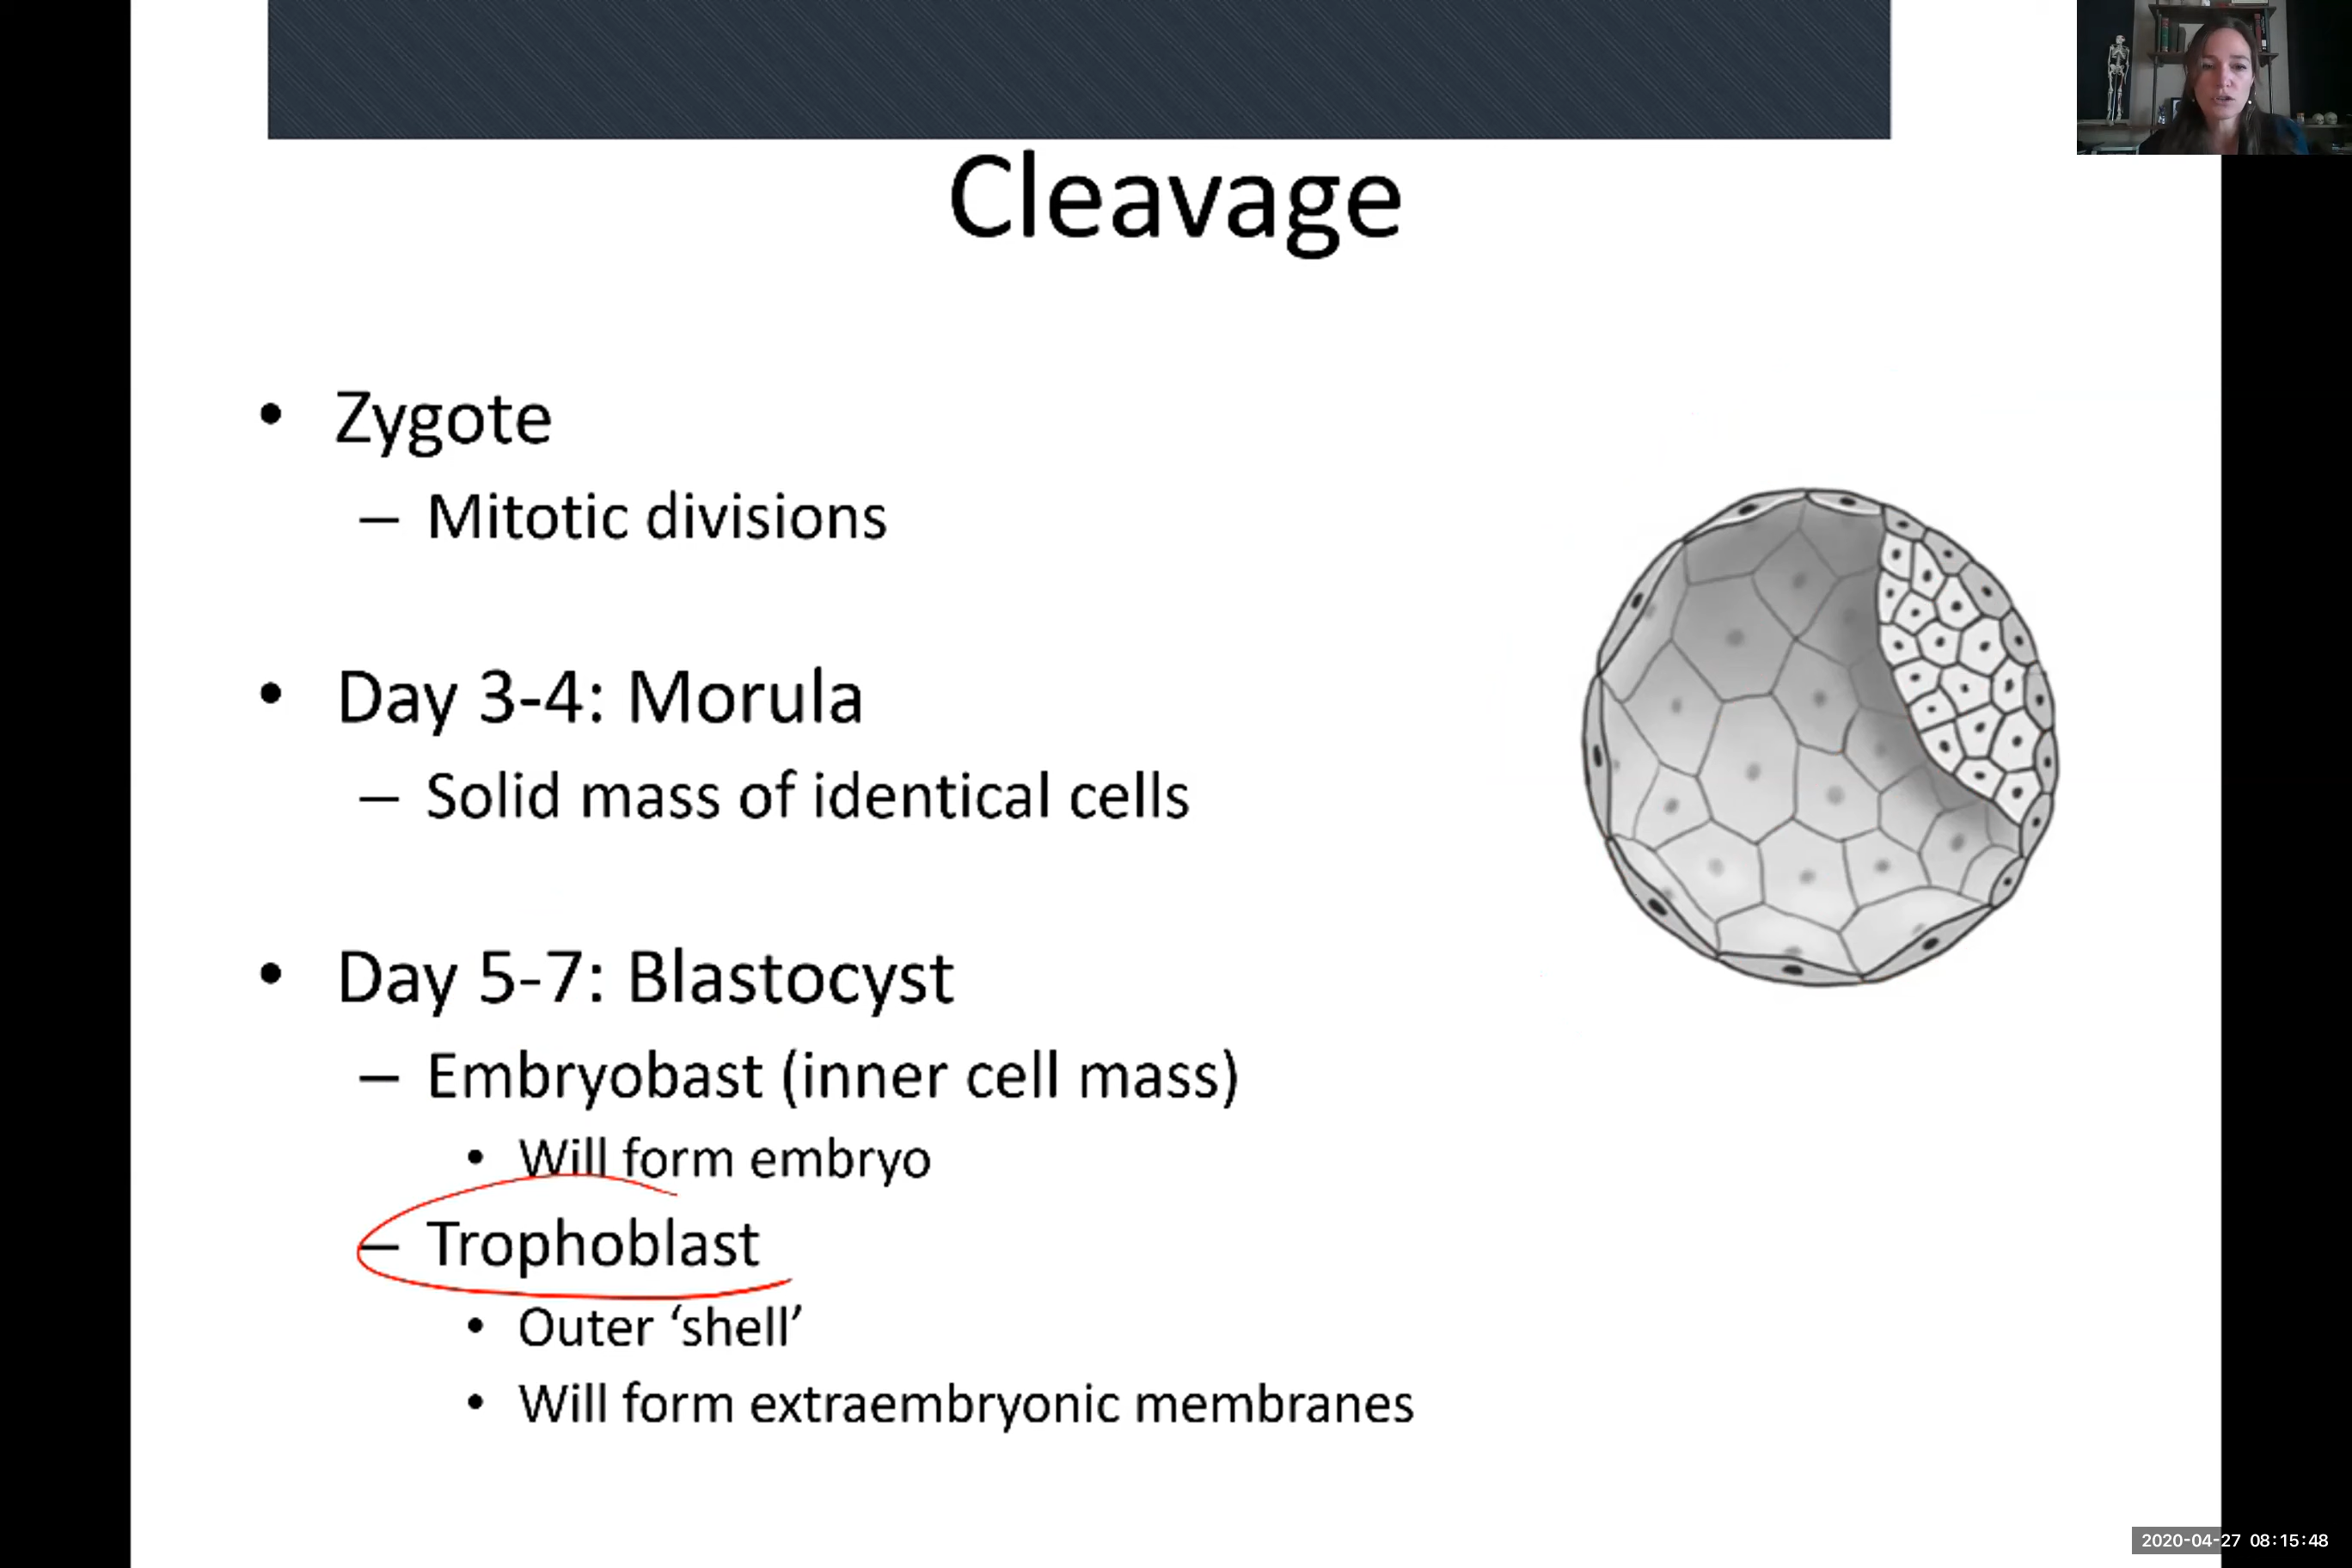 Cleavage
• Zygote
– Mitotic divisions
• Day 3-4: Morula
– Solid mass of identical cells
• Day 5-7: Blastocyst
– Embryobast (inner cell mass)
• Will form embryo
– Trophoblast
• Outer ‘shell’
• Will form extraembryonic membranes
2020-04-27 08:15:48